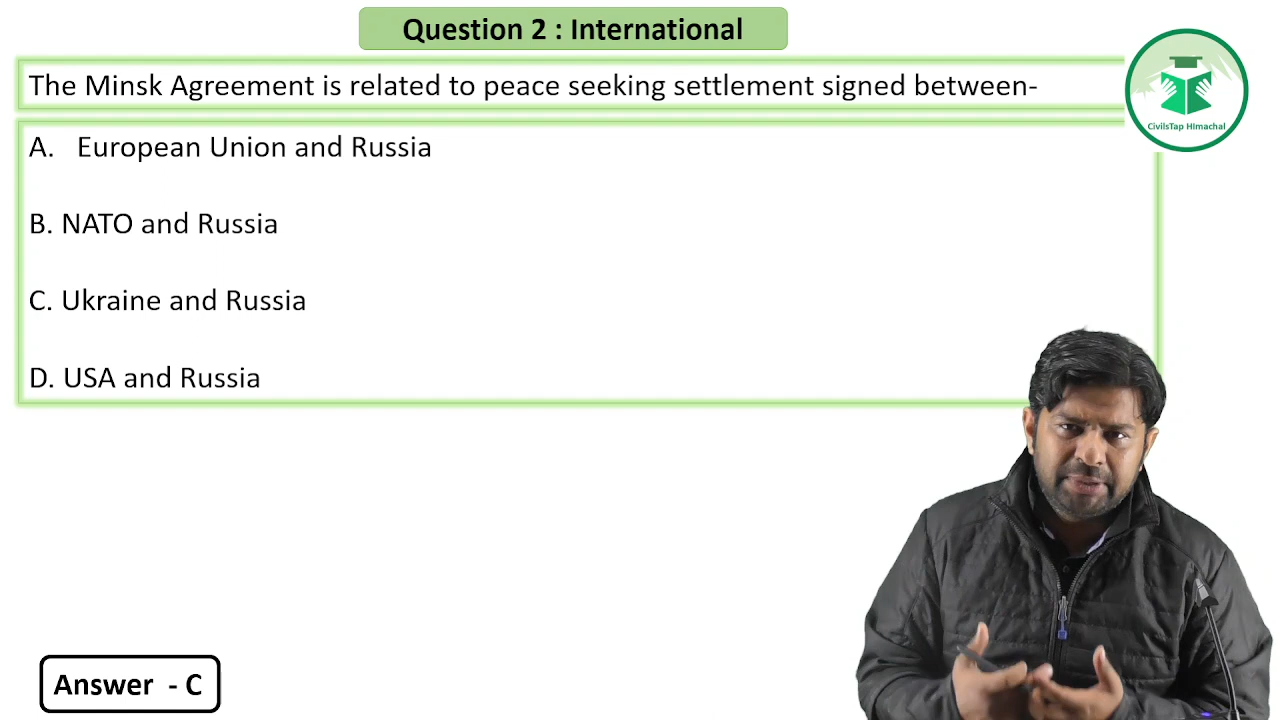 Question 2 : International
The Minsk Agreement is related to peace seeking settlement signed between-
CivilsTap HImachal
A. European Union and Russia
B. NATO and Russia
C. Ukraine and Russia
D. USA and Russia
Answer - C